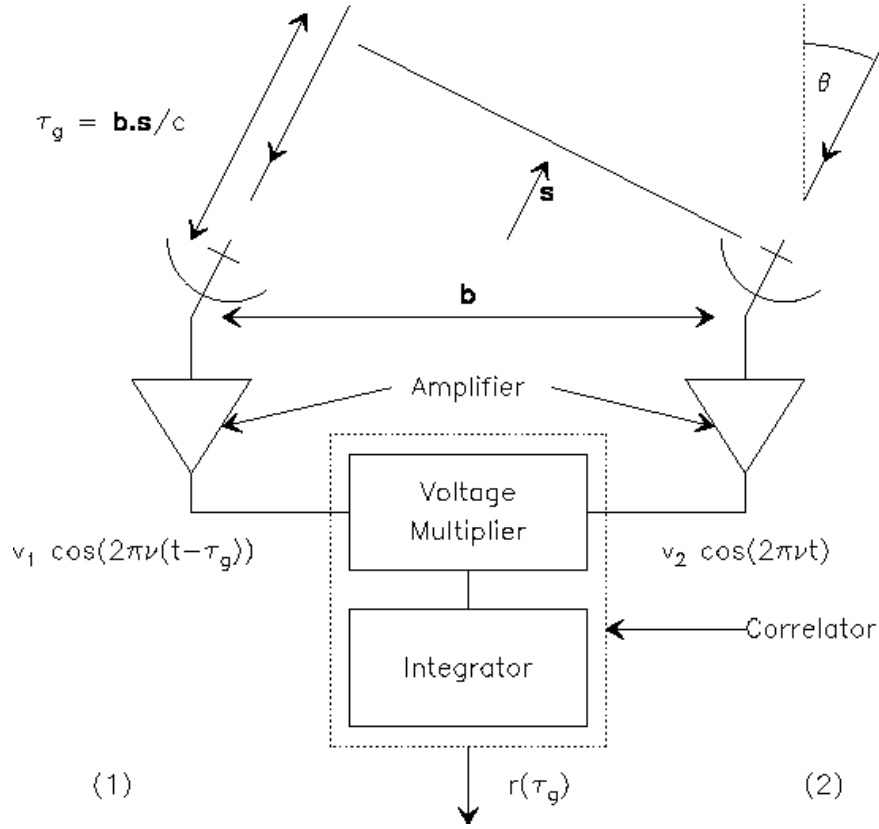 θ
τg = b.s/c
s
b
Amplifier
Voltage
Multiplier
v1 cos(2πν(t−τg))
v2 cos(2πνt)
Correlator
Integrator
(1)
r(τg)
(2)